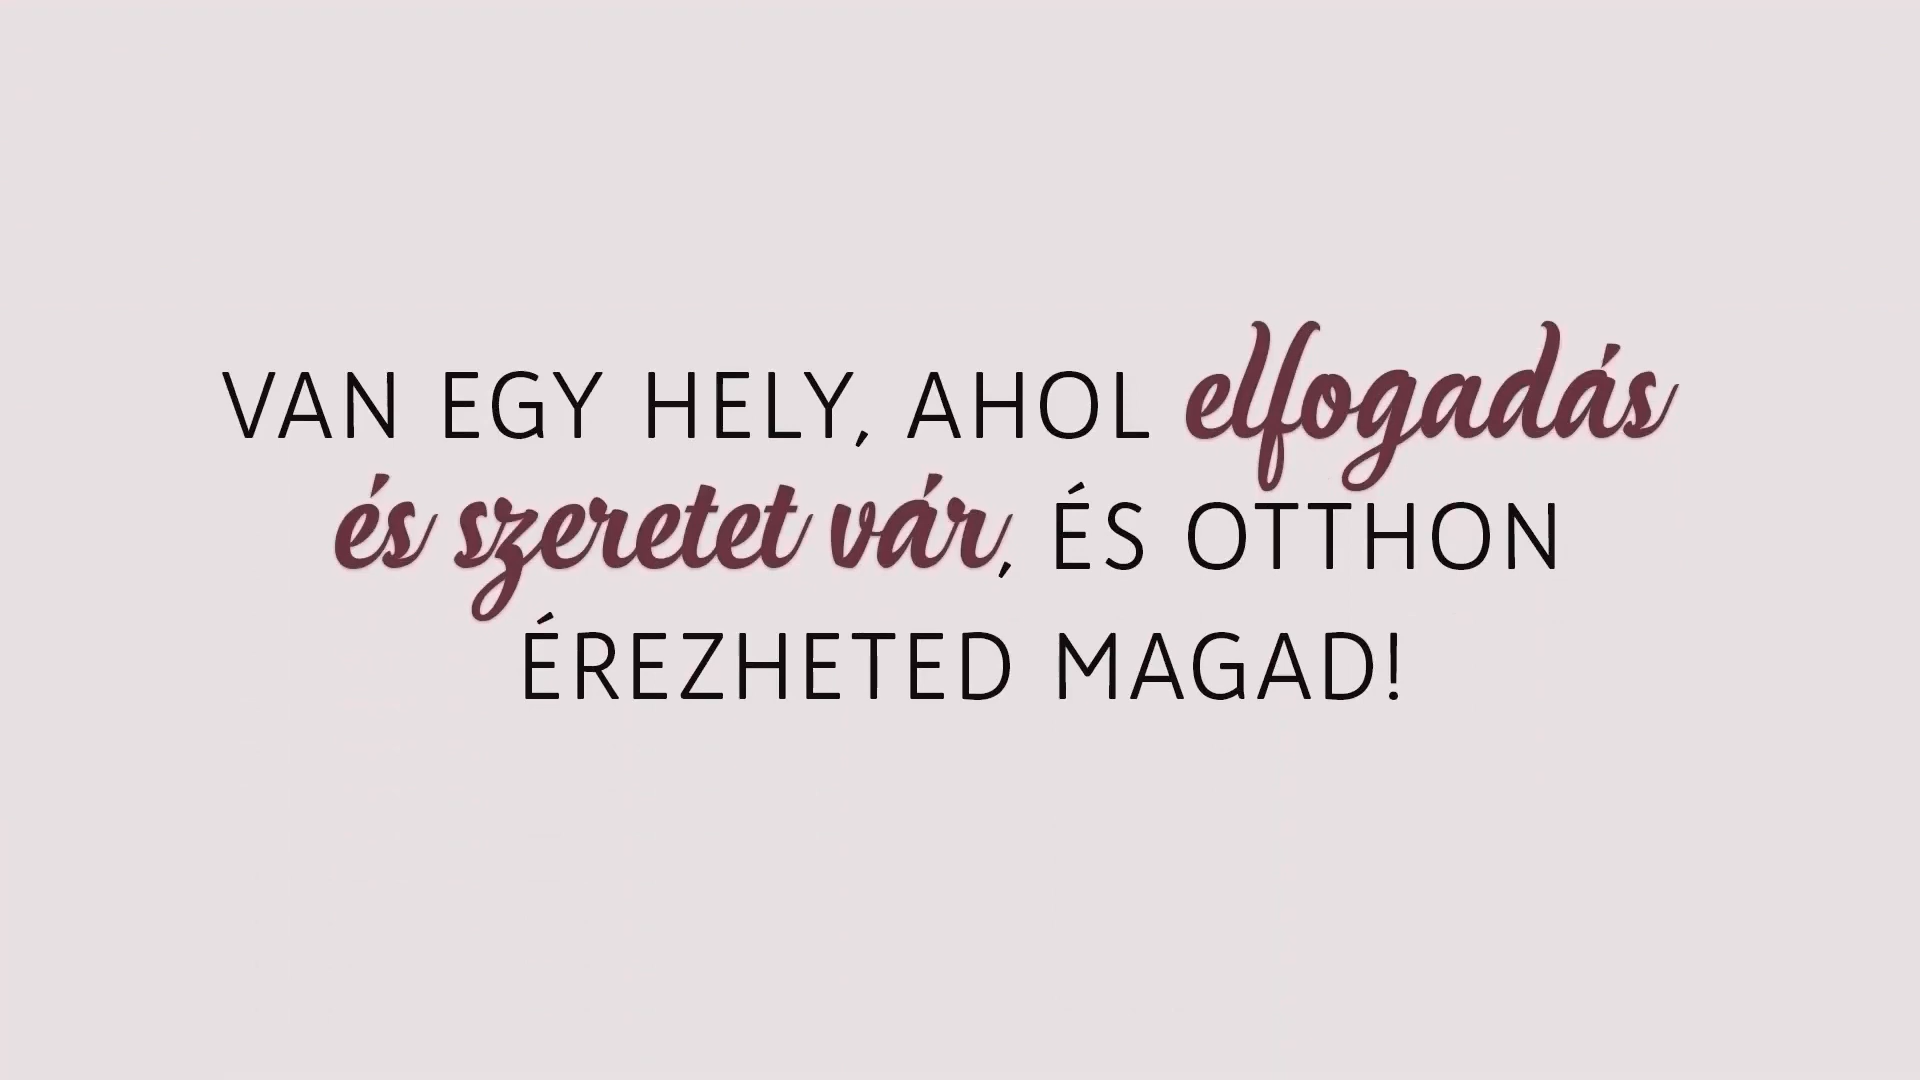 VAN EGY HELY, AHOL elfogadás
és szeretet vár, ÉS OTTHON
ÉREZHETED MAGAD!